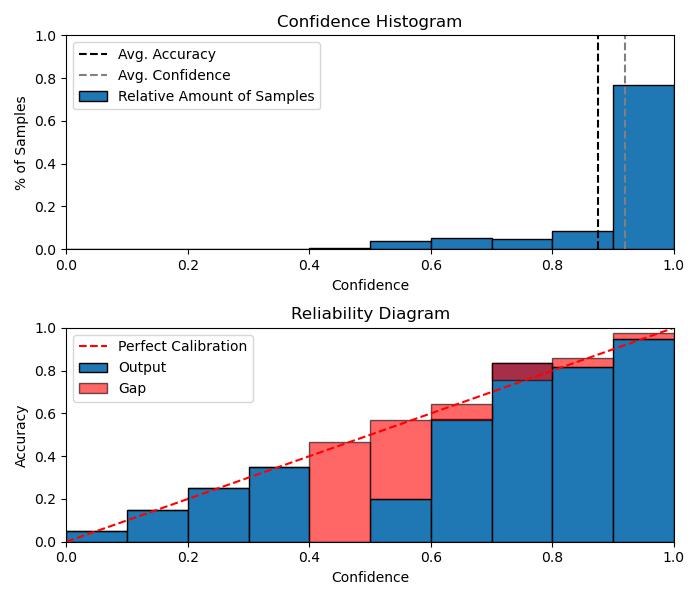 Confidence Histogram
1.0
0.8
0.6
0.4
0.2
0.0
% of Samples
Avg. Accuracy
Avg. Confidence
Relative Amount of Samples
0.0 0.2 0.4 0.6 0.8 1.0
Confidence
Reliability Diagram
1.0
0.8
0.6
0.4
0.2
0.0
Accuracy
Perfect Calibration
Output
Gap
0.0 0.2 0.4 0.6 0.8 1.0
Confidence